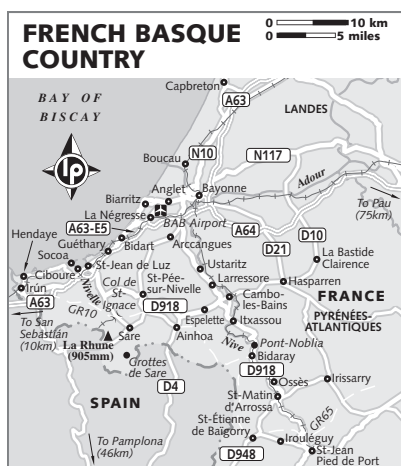 FRENCH BASQUE
COUNTRY
0 10 km
0 5 miles
Capbreton
A63
BAY OF
BISCAY
LANDES
lp
N10
N117
Boucau
Adour
Anglet
Bayonne
Biarritz
To Pau
(75km)
La Négresse
BAB Airport
A63-E5
A64
D10
Hendaye
Guéthary
Bidart
Arcangues
D21
Socoa
La Bastide
Clairence
Ciboure
St-Jean de Luz
Ustaritz
St-Pée-
sur-Nivelle
Larressore
Hasparren
Irún
Nivelle
Col de
St-
Ignace
Cambo-
les-Bains
FRANCE
A63
GR10
D918
PYRÉNÉES-
ATLANTIQUES
Espelette
Itxassou
To San
Sebastián
(10km)
La Rhune
(905mm)
Sare
Ainhoa
Nive
Pont-Noblia
Bidaray
Grottes
de Sare
D918
D4
Ossès
Irissarry
SPAIN
St-Matin
d'Arrossa
GR65
St-Étienne
de Baïgorry
Irouléguy
To Pamplona
(46km)
D948
St-Jean
Pied de Port